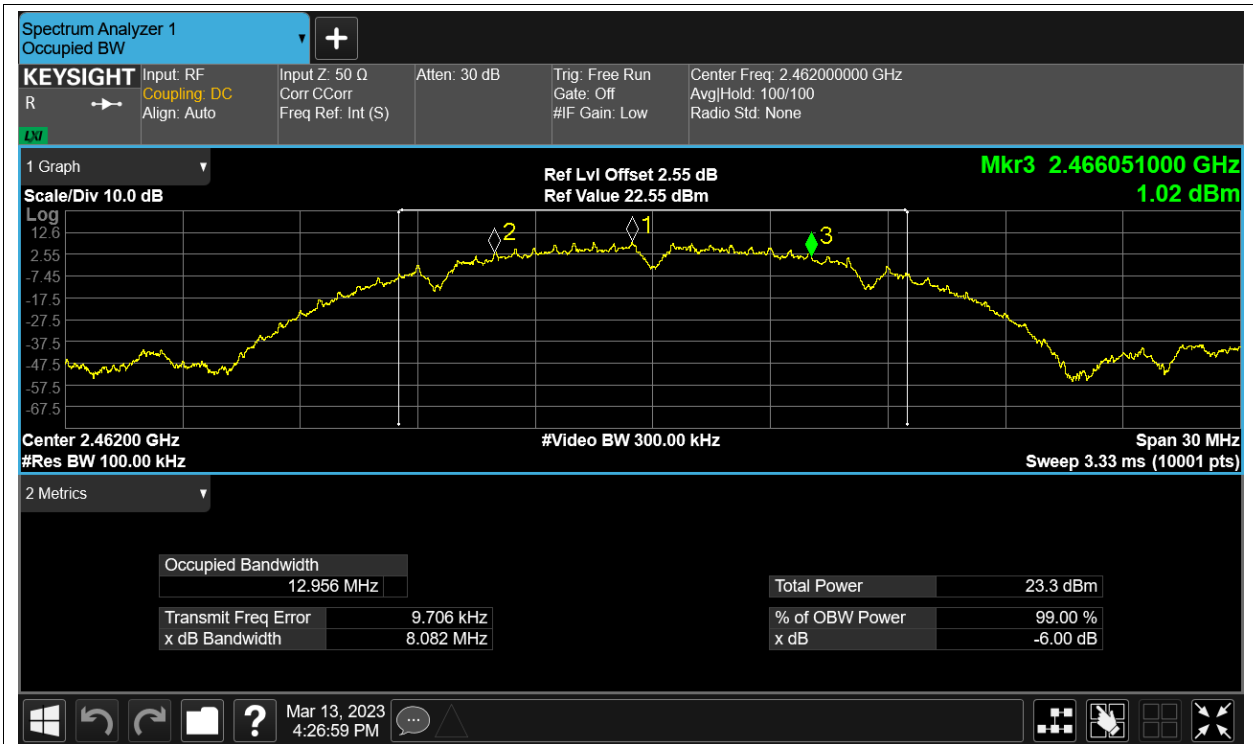 Spectrum Analyzer 1
Occupied BW
▼
+
KEYSIGHT
R
LXI
Input: RF
Coupling: DC
Align: Auto
Input Z: 50 Ω
Corr CCorr
Freq Ref: Int (S)
Atten: 30 dB
Trig: Free Run
Gate: Off
#IF Gain: Low
Center Freq: 2.462000000 GHz
Avg|Hold: 100/100
Radio Std: None
1 Graph ▼
Scale/Div 10.0 dB
Ref Lvl Offset 2.55 dB
Ref Value 22.55 dBm
Mkr3 2.466051000 GHz
1.02 dBm
Log
12.6
2.55
-7.45
-17.5
-27.5
-37.5
-47.5
-57.5
-67.5
2
1
3
Center 2.46200 GHz
#Res BW 100.00 kHz
#Video BW 300.00 kHz
Span 30 MHz
Sweep 3.33 ms (10001 pts)
2 Metrics ▼
Occupied Bandwidth
12.956 MHz
Transmit Freq Error 9.706 kHz
x dB Bandwidth 8.082 MHz
Total Power 23.3 dBm
% of OBW Power 99.00 %
x dB -6.00 dB
?
Mar 13, 2023
4:26:59 PM